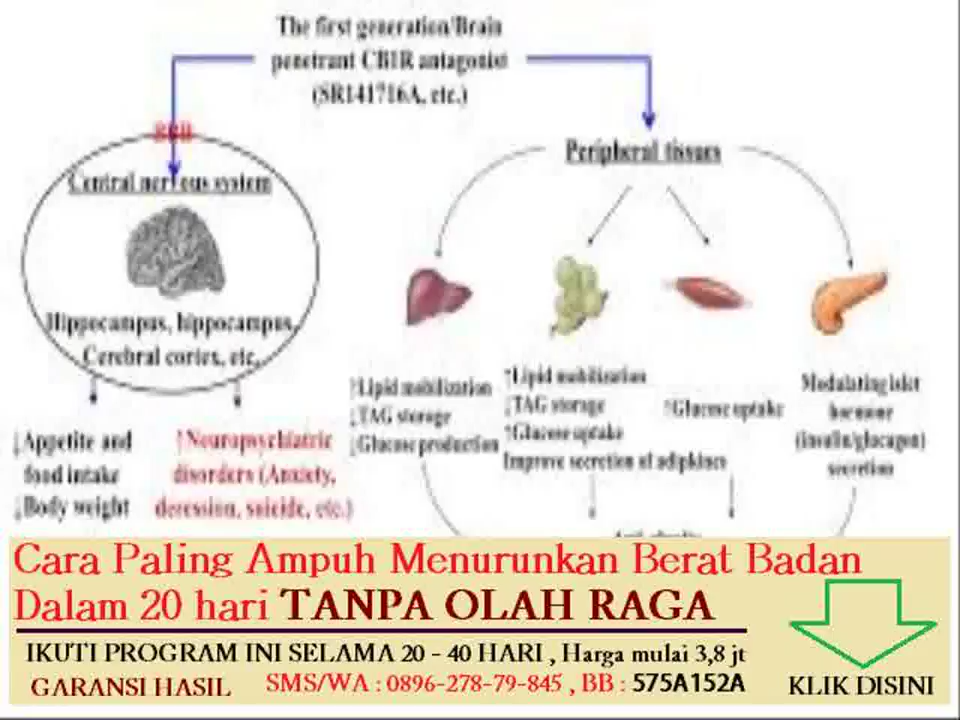 The first generation/Brain
penetrant CB1R antagonist
(SR141716A, etc.)
BBB
Central nervous system
Hippocampus, hippocampus,
Cerebral cortex, etc.
↓Appetite and
food intake
↓Body weight
↑Neuropsychiatric
disorders (Anxiety,
deression, suicide, etc.)
Peripheral tissues
↑Lipid mobilization
↓TAG storage
↓Glucose production
↑Lipid mobilization
↓TAG storage
↑Glucose uptake
Improve secretion of adipkines
↑Glucose uptake
Modulating islet
hormone
(insulin/glucagon)
secretion
Cara Paling Ampuh Menurunkan Berat Badan
Dalam 20 hari TANPA OLAH RAGA
IKUTI PROGRAM INI SELAMA 20 - 40 HARI , Harga mulai 3,8 jt
GARANSI HASIL SMS/WA : 0896-278-79-845 , BB : 575A152A
KLIK DISINI